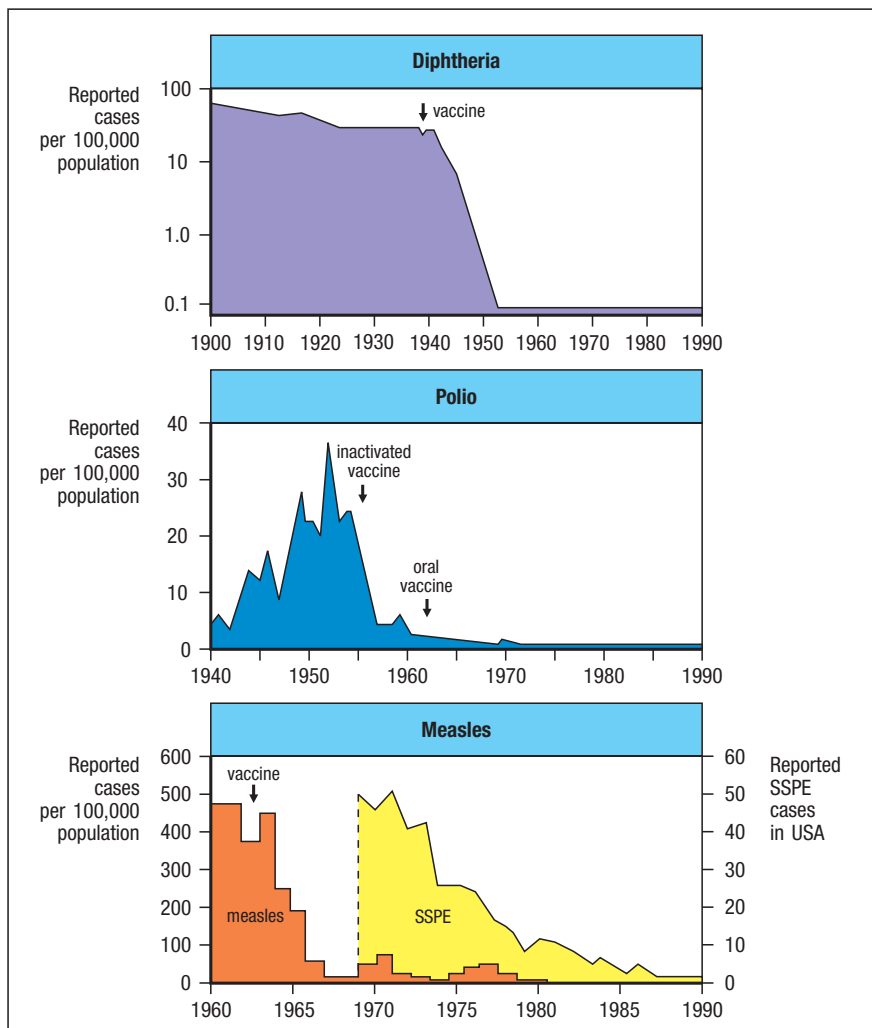 Diphtheria
Reported
cases
per 100,000
population
100
10
1.0
0.1
vaccine
1900 1910 1920 1930 1940 1950 1960 1970 1980 1990
Polio
Reported
cases
per 100,000
population
40
30
20
10
0
inactivated
vaccine
oral
vaccine
1940 1950 1960 1970 1980 1990
Measles
Reported
cases
per 100,000
population
600
500
400
300
200
100
0
vaccine
measles
SSPE
60
50
40
30
20
10
0
Reported
SSPE
cases
in USA
1960 1965 1970 1975 1980 1985 1990